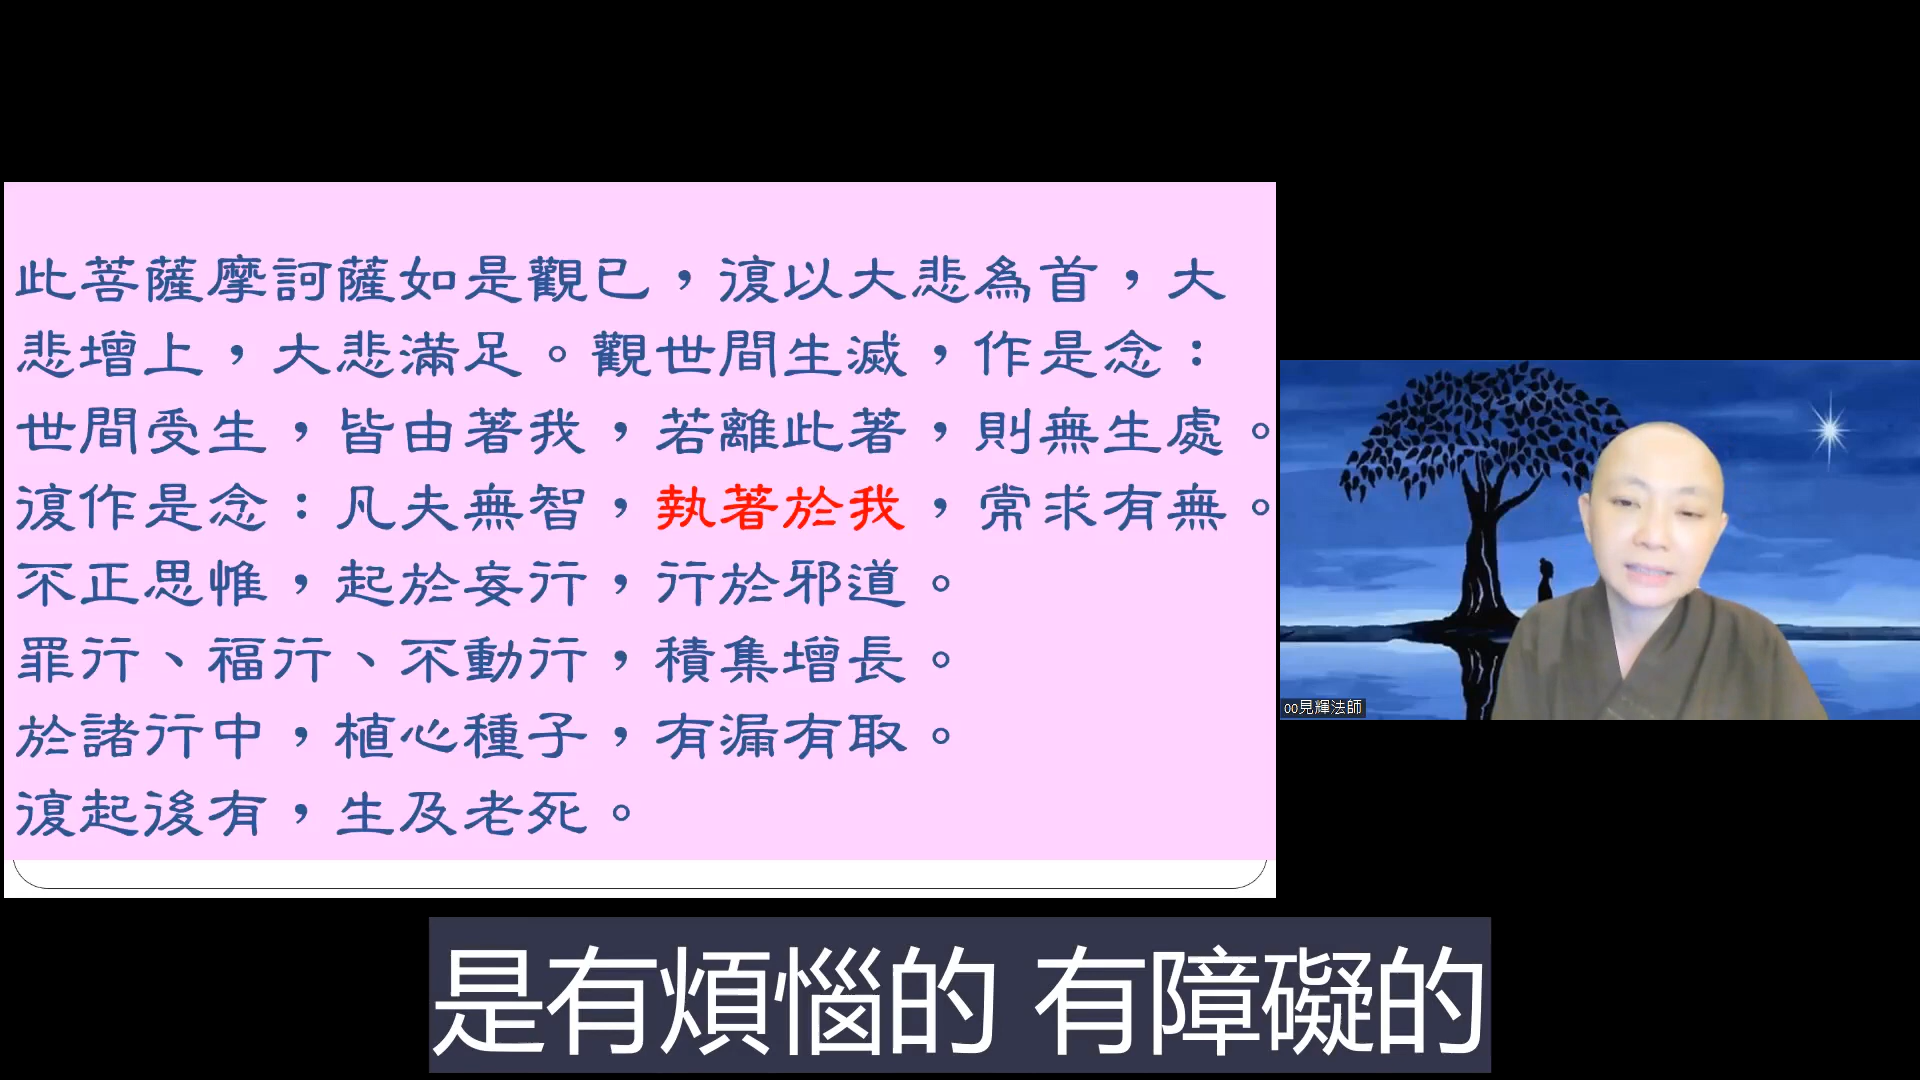 此菩薩摩訶薩如是觀已，復以大悲為首，大
悲增上，大悲滿足。觀世間生滅，作是念：
世間受生，皆由著我，若離此著，則無生處。
復作是念：凡夫無智，執著於我，常求有無。
不正思惟，起於妄行，行於邪道。
罪行、福行、不動行，積集增長。
於諸行中，植心種子，有漏有取。
復起後有，生及老死。
oo見輝法師
是有煩惱的 有障礙的